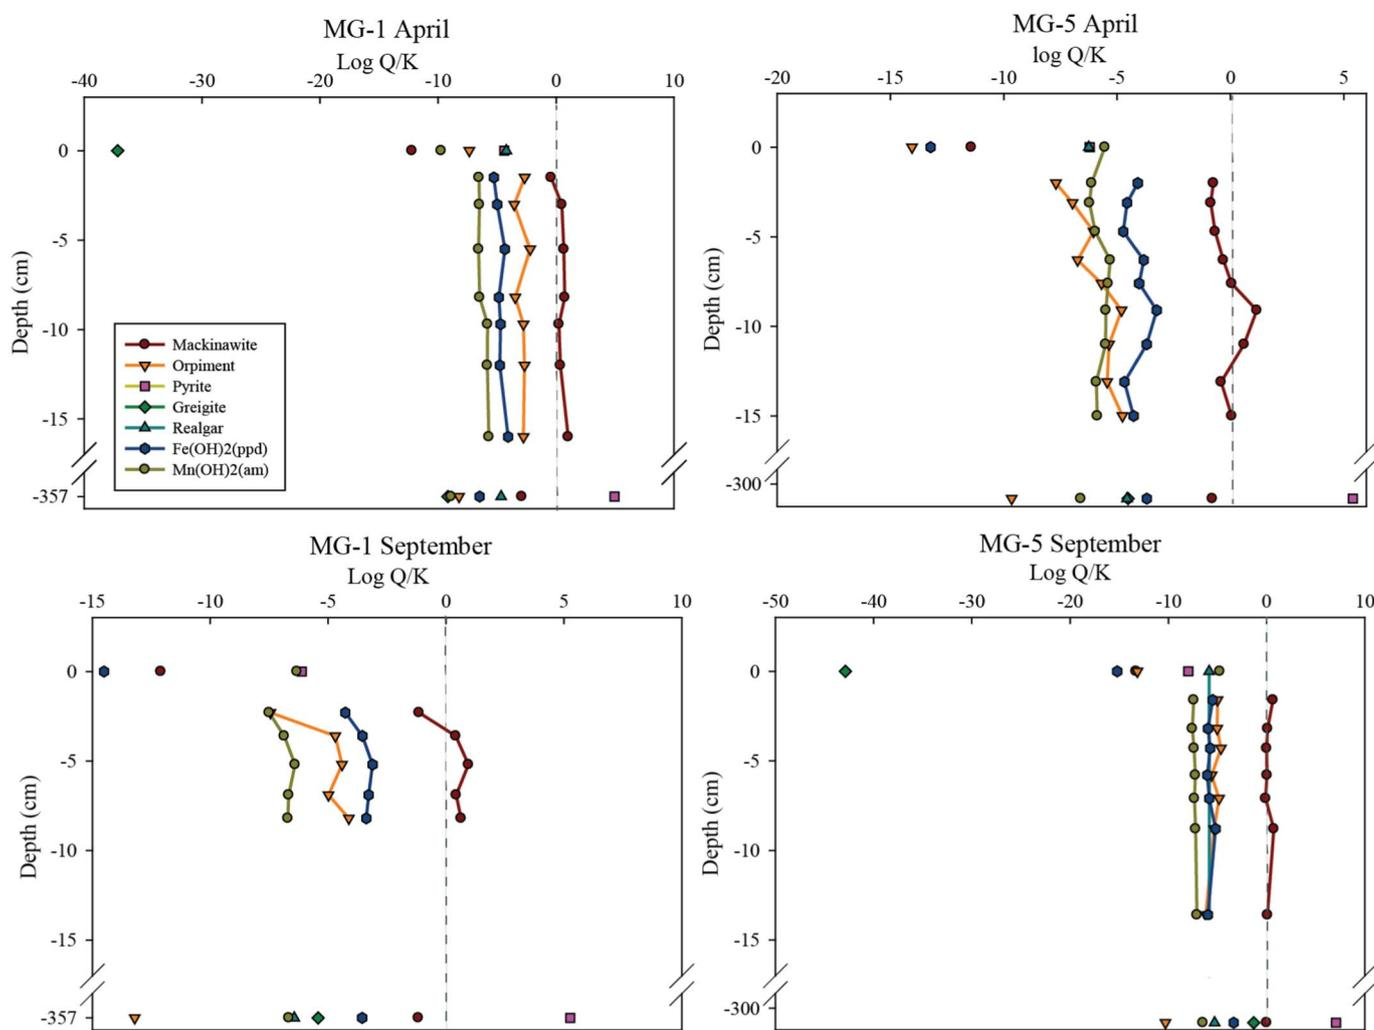 MG-1 April
Log Q/K
-40 -30 -20 -10 0 10
0
-5
-10
-15
-357
Depth (cm)
Mackinawite
Orpiment
Pyrite
Greigite
Realgar
Fe(OH)2(ppd)
Mn(OH)2(am)
MG-5 April
log Q/K
-20 -15 -10 -5 0 5
0
-5
-10
-15
-300
Depth (cm)
MG-1 September
Log Q/K
-15 -10 -5 0 5 10
0
-5
-10
-15
-357
Depth (cm)
MG-5 September
Log Q/K
-50 -40 -30 -20 -10 0 10
0
-5
-10
-15
-300
Depth (cm)